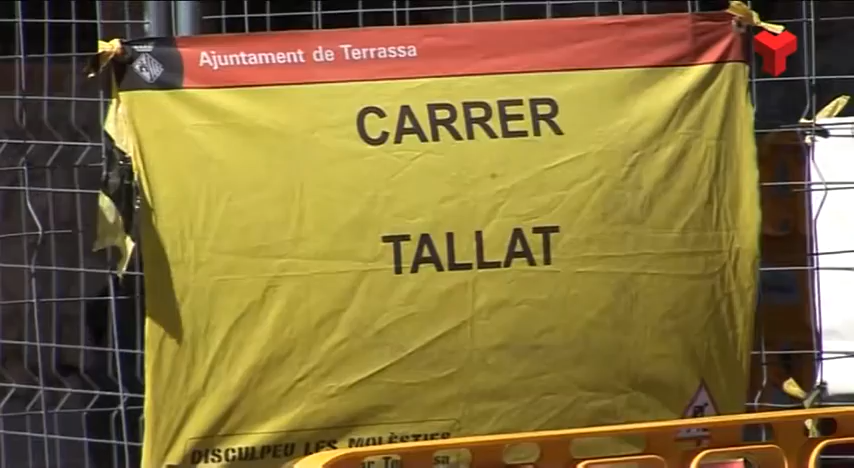 Ajuntament de Terrassa
CARRER
TALLAT
DISCULPEU LES MOLÈSTIES